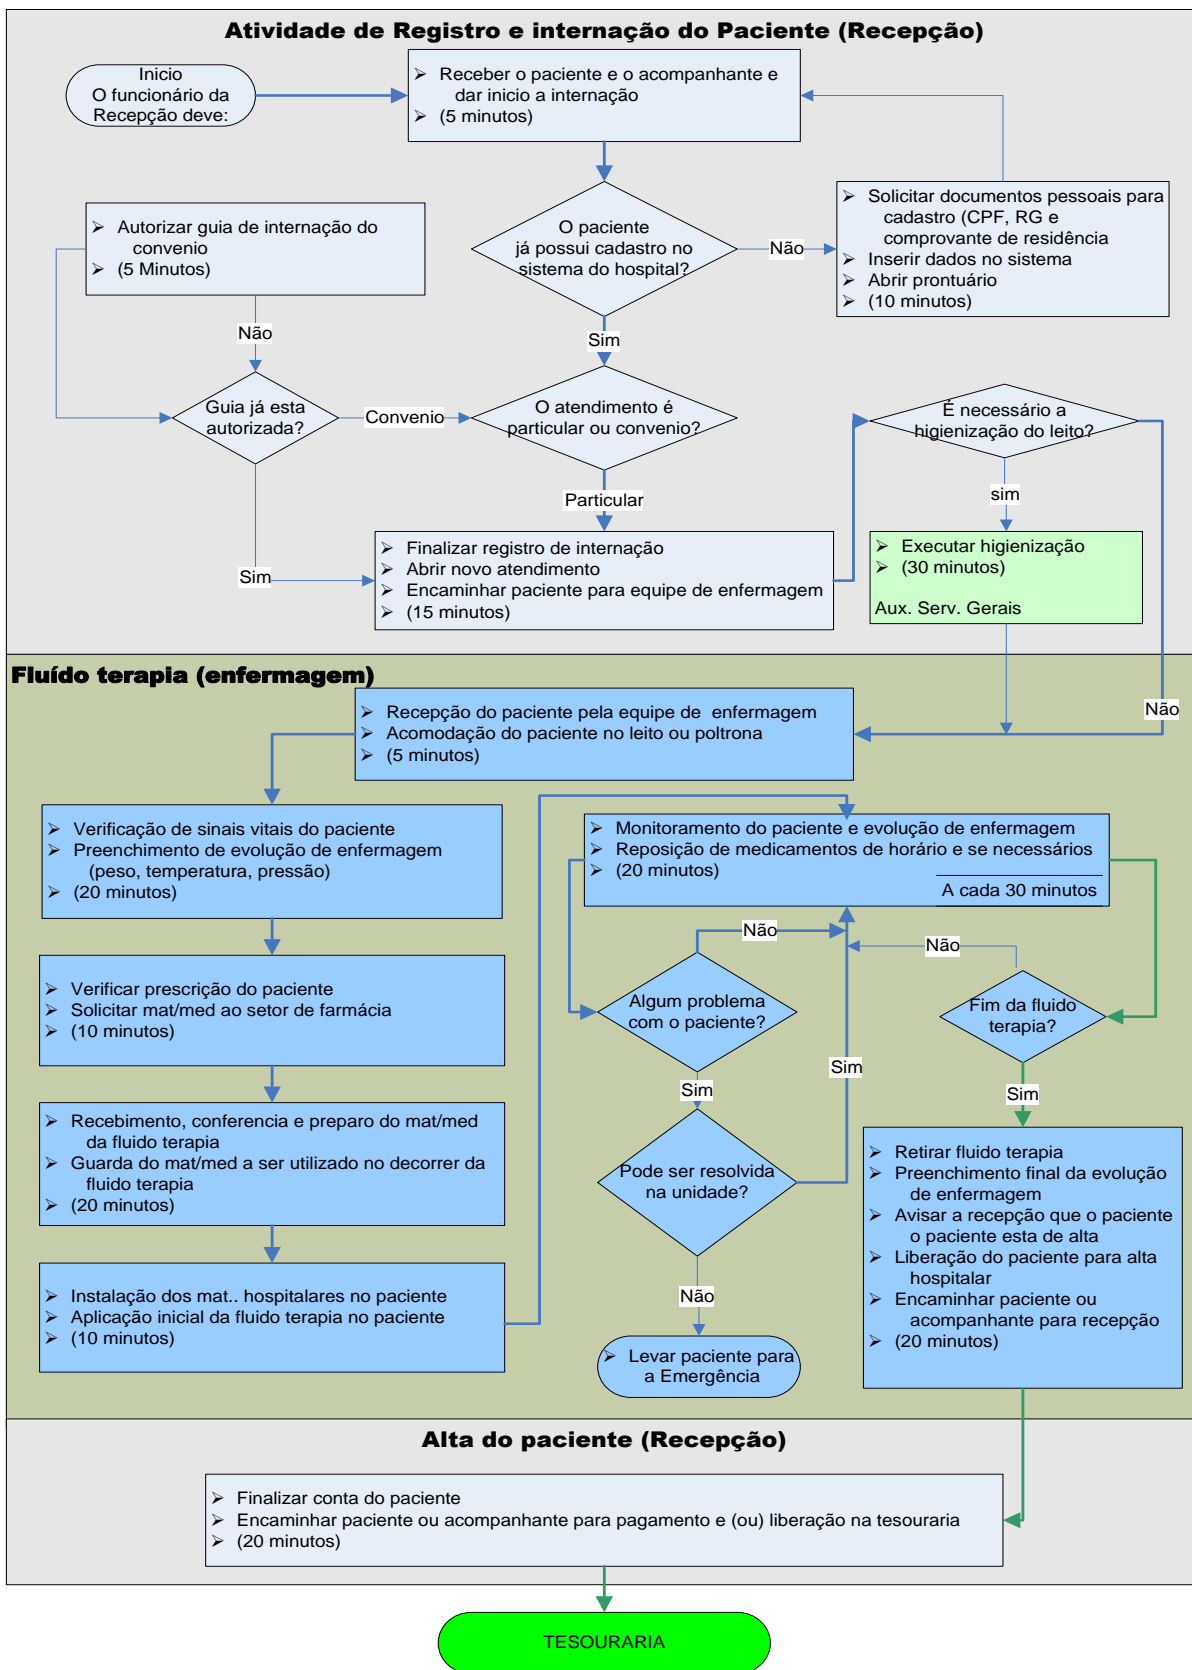 Atividade de Registro e internação do Paciente (Recepção)
Inicio
O funcionário da
Recepção deve:
➢ Receber o paciente e o acompanhante e
dar inicio a internação
➢ (5 minutos)
➢ Solicitar documentos pessoais para
cadastro (CPF, RG e
comprovante de residência
➢ Inserir dados no sistema
➢ Abrir prontuário
➢ (10 minutos)
➢ Autorizar guia de internação do
convenio
➢ (5 Minutos)
O paciente
já possui cadastro no
sistema do hospital?
Não
Não
Sim
Guia já esta
autorizada?
Convenio
O atendimento é
particular ou convenio?
É necessário a
higienização do leito?
Particular
sim
Sim
➢ Finalizar registro de internação
➢ Abrir novo atendimento
➢ Encaminhar paciente para equipe de enfermagem
➢ (15 minutos)
➢ Executar higienização
➢ (30 minutos)
Aux. Serv. Gerais
Não
Fluído terapia (enfermagem)
➢ Recepção do paciente pela equipe de enfermagem
➢ Acomodação do paciente no leito ou poltrona
➢ (5 minutos)
➢ Verificação de sinais vitais do paciente
➢ Preenchimento de evolução de enfermagem
(peso, temperatura, pressão)
➢ (20 minutos)
➢ Monitoramento do paciente e evolução de enfermagem
➢ Reposição de medicamentos de horário e se necessários
➢ (20 minutos)
A cada 30 minutos
Não
Não
➢ Verificar prescrição do paciente
➢ Solicitar mat/med ao setor de farmácia
➢ (10 minutos)
Algum problema
com o paciente?
Fim da fluido
terapia?
Sim
Sim
Sim
➢ Recebimento, conferencia e preparo do mat/med
da fluido terapia
➢ Guarda do mat/med a ser utilizado no decorrer da
fluido terapia
➢ (20 minutos)
Pode ser resolvida
na unidade?
➢ Retirar fluido terapia
➢ Preenchimento final da evolução
de enfermagem
➢ Avisar a recepção que o paciente
o paciente esta de alta
➢ Liberação do paciente para alta
hospitalar
➢ Encaminhar paciente ou
acompanhante para recepção
➢ (20 minutos)
➢ Instalação dos mat.. hospitalares no paciente
➢ Aplicação inicial da fluido terapia no paciente
➢ (10 minutos)
Não
➢ Levar paciente para
a Emergência
Alta do paciente (Recepção)
➢ Finalizar conta do paciente
➢ Encaminhar paciente ou acompanhante para pagamento e (ou) liberação na tesouraria
➢ (20 minutos)
TESOURARIA